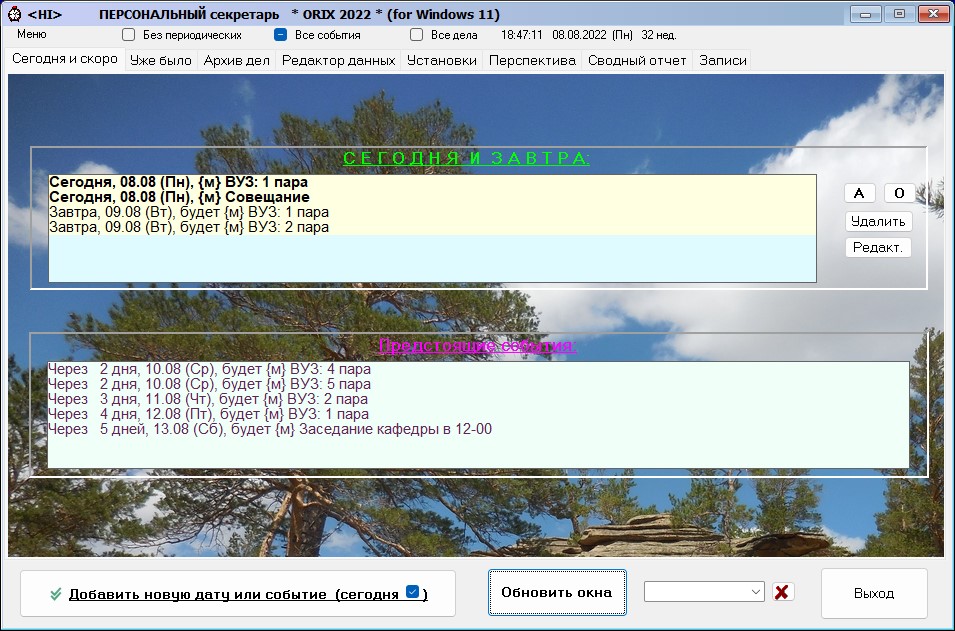 <HI> ПЕРСОНАЛЬНЫЙ секретарь * ORIX 2022 * (for Windows 11)
Меню Без периодических Все события Все дела 18:47:11 08.08.2022 (Пн) 32 нед.
Сегодня и скоро Уже было Архив дел Редактор данных Установки Перспектива Сводный отчет Записи
СЕГОДНЯ И ЗАВТРА:
Сегодня, 08.08 (Пн), {м} ВУЗ: 1 пара
Сегодня, 08.08 (Пн), {м} Совещание
Завтра, 09.08 (Вт), будет {м} ВУЗ: 1 пара
Завтра, 09.08 (Вт), будет {м} ВУЗ: 2 пара
А О
Удалить
Редакт.
Предстоящие события:
Через 2 дня, 10.08 (Ср), будет {м} ВУЗ: 4 пара
Через 2 дня, 10.08 (Ср), будет {м} ВУЗ: 5 пара
Через 3 дня, 11.08 (Чт), будет {м} ВУЗ: 2 пара
Через 4 дня, 12.08 (Пт), будет {м} ВУЗ: 1 пара
Через 5 дней, 13.08 (Сб), будет {м} Заседание кафедры в 12-00
Добавить новую дату или событие (сегодня )
Обновить окна
Выход